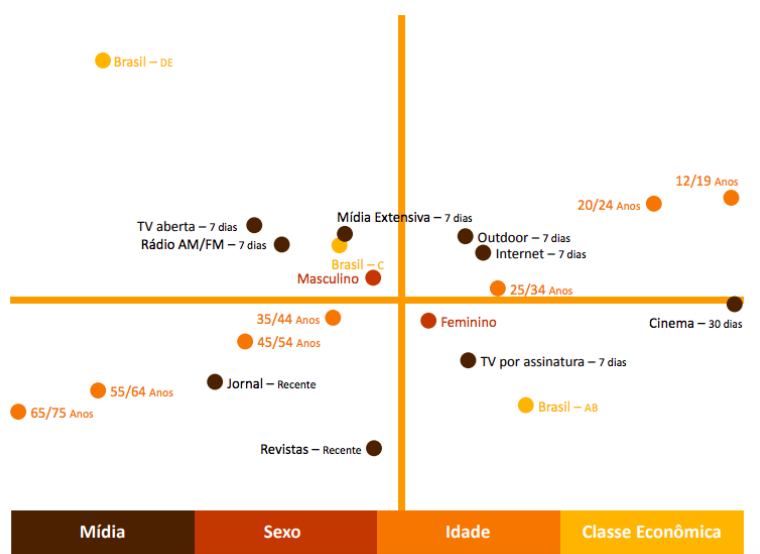 Brasil – DE
12/19 Anos
20/24 Anos
Mídia Extensiva – 7 dias
TV aberta – 7 dias
Outdoor – 7 dias
Rádio AM/FM – 7 dias
Internet – 7 dias
Brasil – C
Masculino
25/34 Anos
35/44 Anos
Feminino
Cinema – 30 dias
45/54 Anos
TV por assinatura – 7 dias
Jornal – Recente
55/64 Anos
Brasil – AB
65/75 Anos
Revistas – Recente
Mídia
Sexo
Idade
Classe Econômica